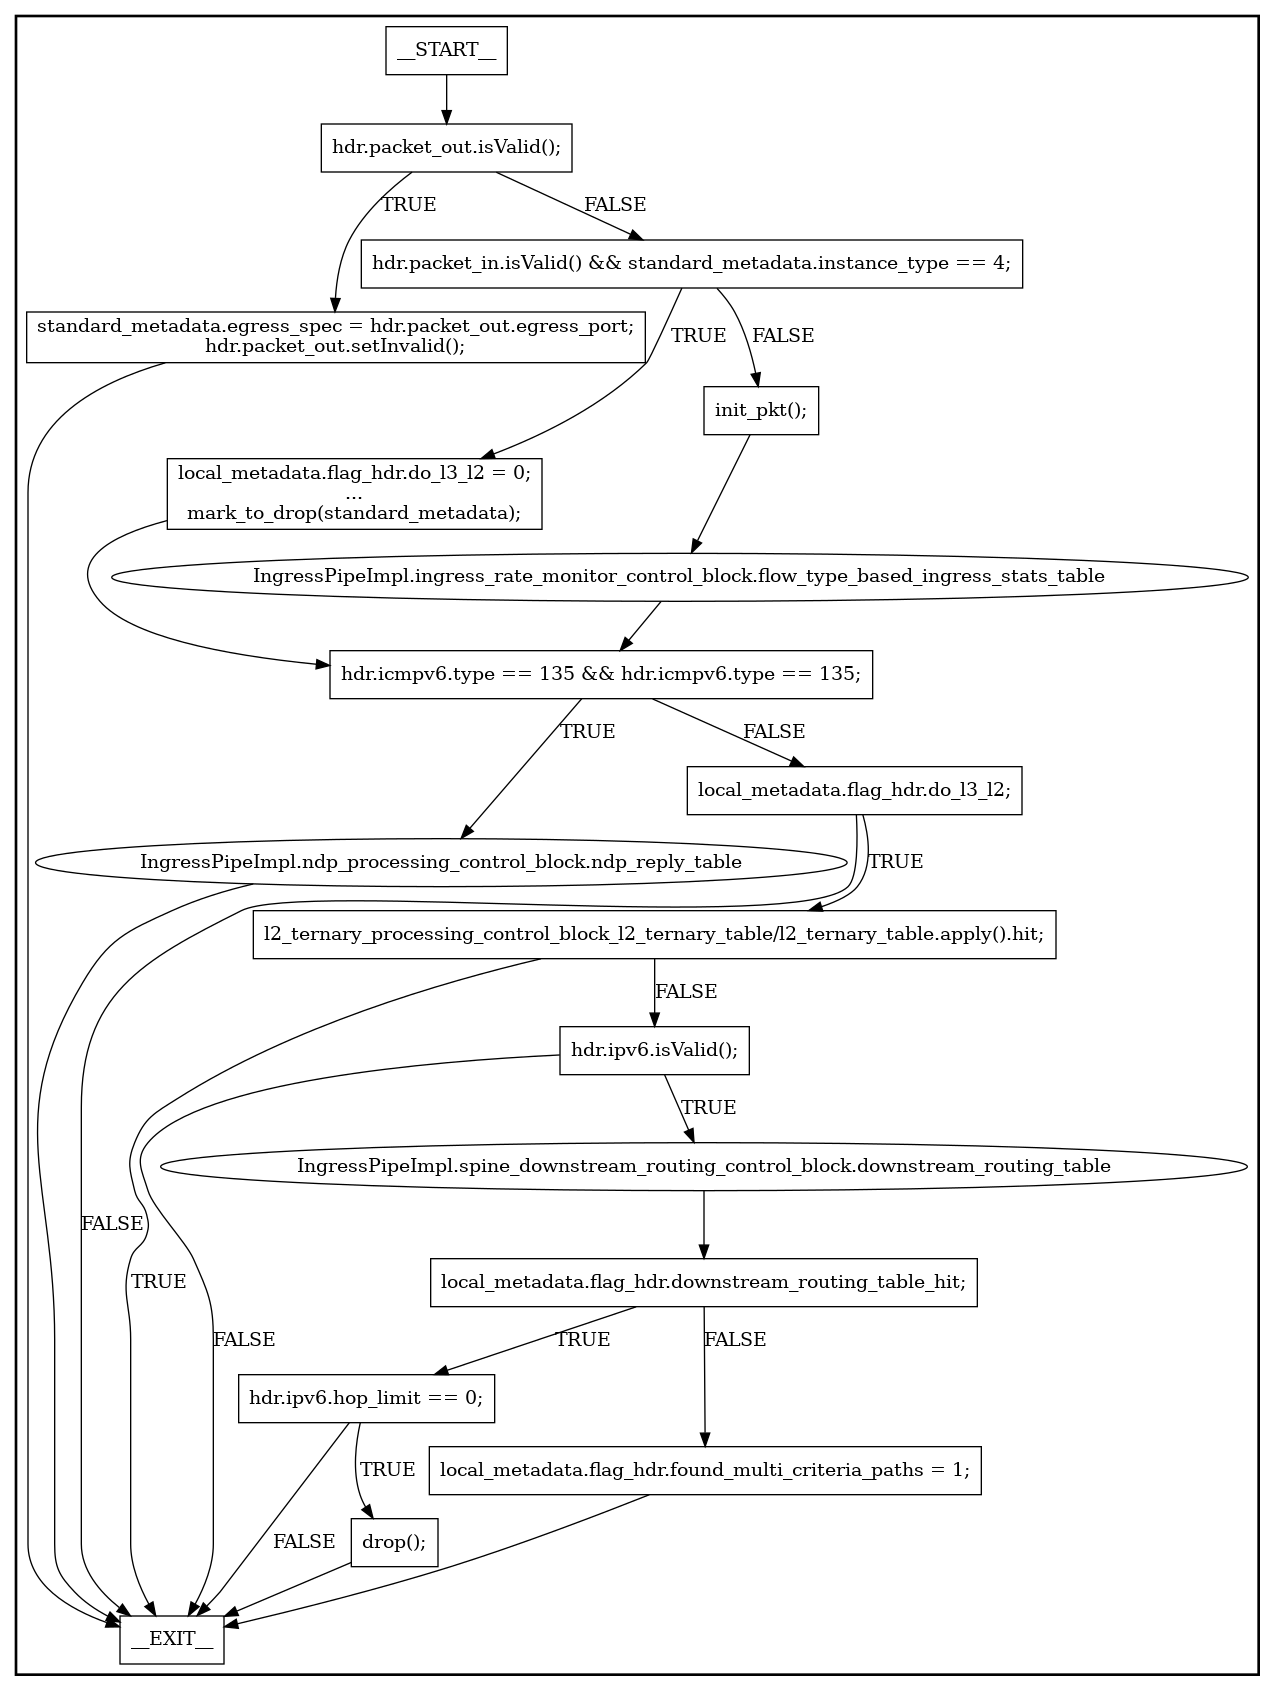 __START__
hdr.packet_out.isValid();
TRUE
FALSE
hdr.packet_in.isValid() && standard_metadata.instance_type == 4;
standard_metadata.egress_spec = hdr.packet_out.egress_port;
hdr.packet_out.setInvalid();
TRUE
FALSE
init_pkt();
local_metadata.flag_hdr.do_l3_l2 = 0;
...
mark_to_drop(standard_metadata);
IngressPipeImpl.ingress_rate_monitor_control_block.flow_type_based_ingress_stats_table
hdr.icmpv6.type == 135 && hdr.icmpv6.type == 135;
TRUE
FALSE
local_metadata.flag_hdr.do_l3_l2;
IngressPipeImpl.ndp_processing_control_block.ndp_reply_table
TRUE
l2_ternary_processing_control_block_l2_ternary_table/l2_ternary_table.apply().hit;
FALSE
hdr.ipv6.isValid();
TRUE
IngressPipeImpl.spine_downstream_routing_control_block.downstream_routing_table
FALSE
TRUE
local_metadata.flag_hdr.downstream_routing_table_hit;
FALSE
TRUE
FALSE
hdr.ipv6.hop_limit == 0;
TRUE
local_metadata.flag_hdr.found_multi_criteria_paths = 1;
FALSE
drop();
__EXIT__